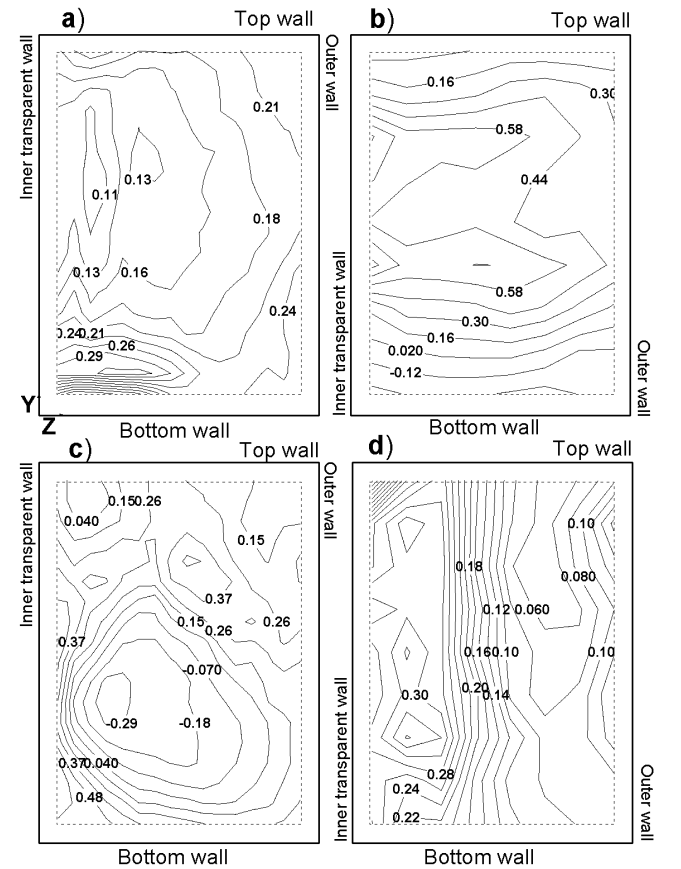 a) Top wall
Inner transparent wall
Outer wall
0.21
0.13
0.11
0.18
0.13 0.16
0.24
0.24 0.21
0.26
0.29
Y
Z
Bottom wall
b) Top wall
0.16
0.30
0.58
0.44
0.58
0.30
0.16
0.020
-0.12
Inner transparent wall
Outer wall
Bottom wall
c) Top wall
Inner transparent wall
Outer wall
0.15 0.26
0.040
0.15
0.37
0.15
0.26
0.26
0.37
-0.070
-0.29
-0.18
0.37 0.040
0.48
Bottom wall
d) Top wall
0.10
0.18
0.080
0.12 0.060
0.16 0.10
0.10
0.20
0.14
0.30
0.28
0.24
0.22
Inner transparent wall
Outer wall
Bottom wall